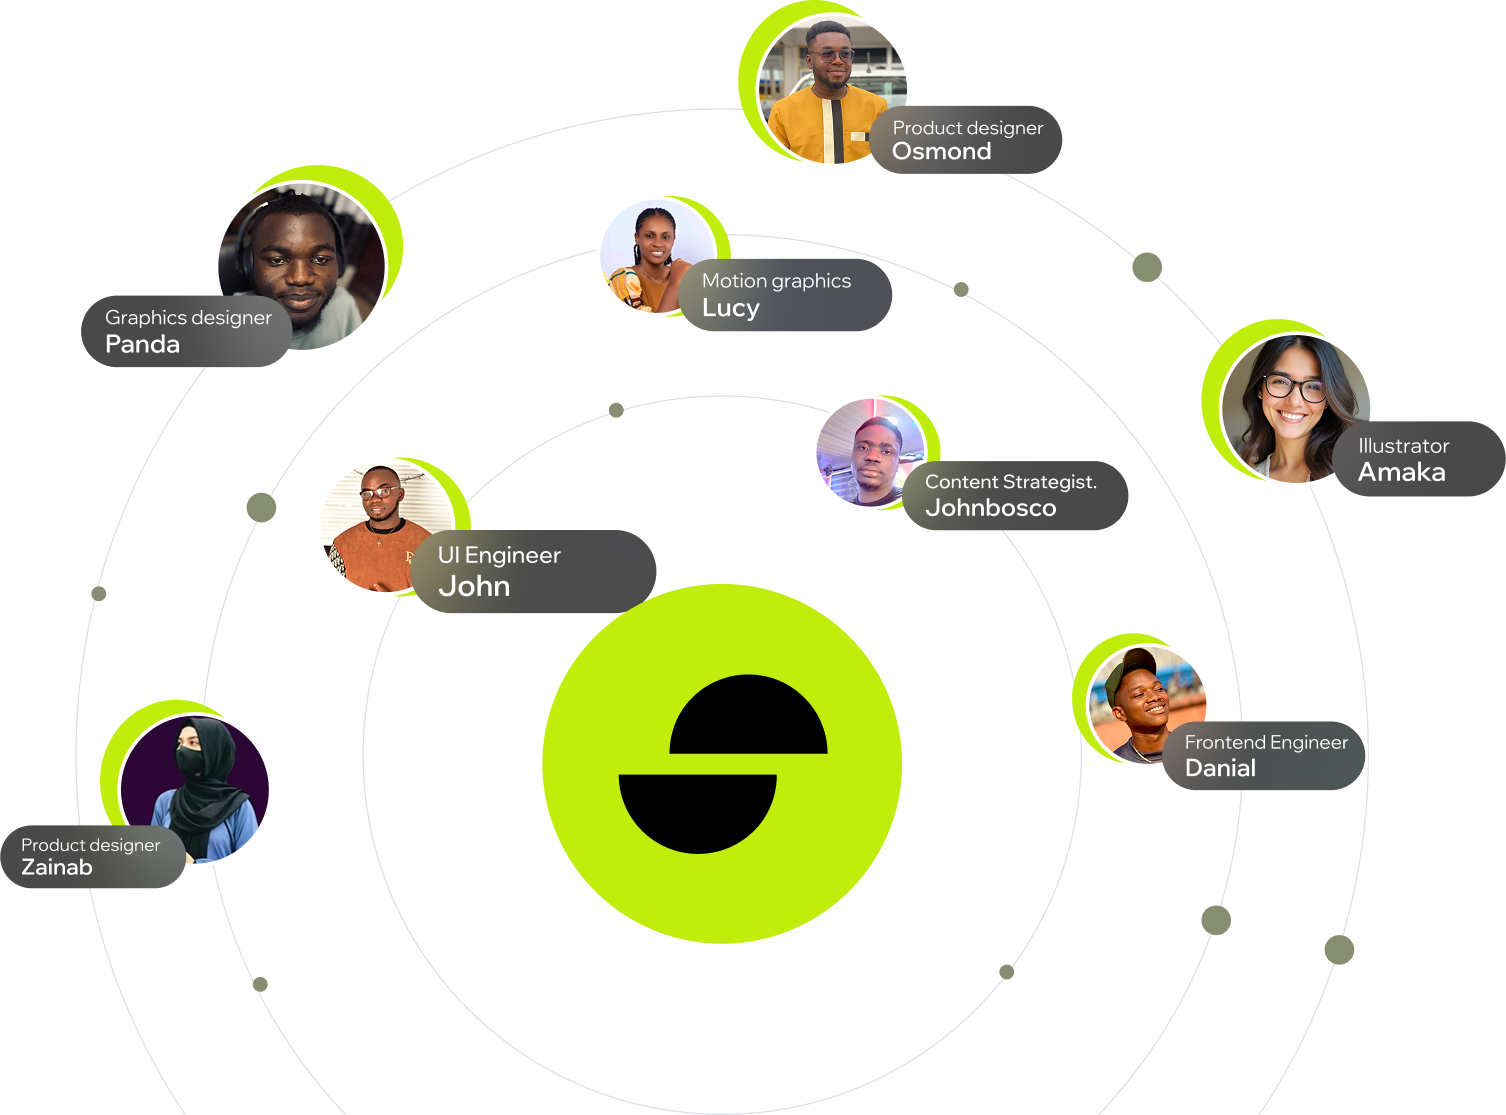 Product designer
Osmond
Motion graphics
Lucy
Graphics designer
Panda
Illustrator
Amaka
Content Strategist.
Johnbosco
UI Engineer
John
Frontend Engineer
Danial
Product designer
Zainab